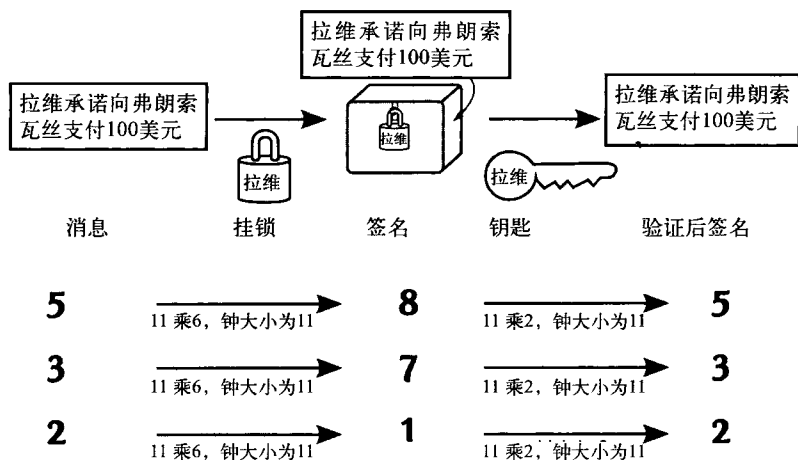 拉维承诺向弗朗索
瓦丝支付100美元
拉维承诺向弗朗索
瓦丝支付100美元
拉维承诺向弗朗索
瓦丝支付100美元
拉维
拉维
拉维
消息 挂锁 签名 钥匙 验证后签名
5 11 乘6，钟大小为11 8 11 乘2，钟大小为11 5
3 11 乘6，钟大小为11 7 11 乘2，钟大小为11 3
2 11 乘6，钟大小为11 1 11 乘2，钟大小为11 2